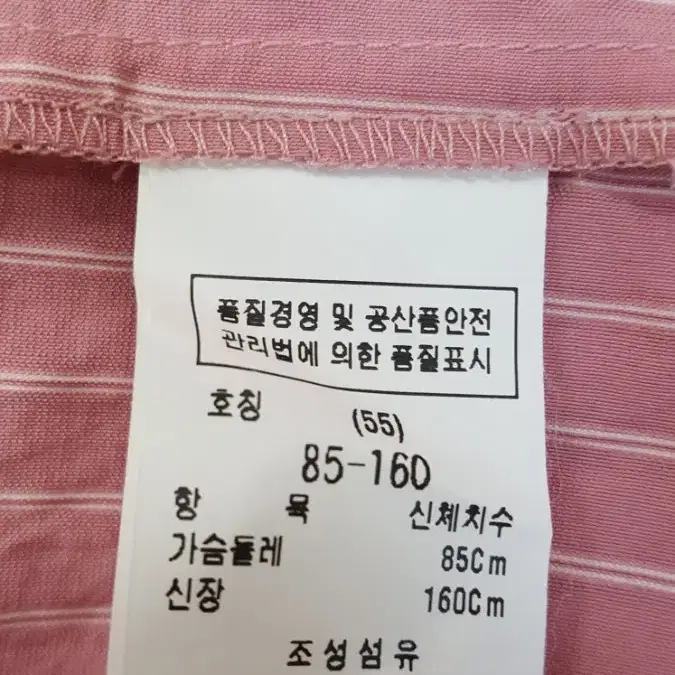 품질경영 및 공산품안전
관리법에 의한 품질표시
호칭 (55)
85-160
항 목 신체치수
가슴둘레 85Cm
신장 160Cm
조성섬유